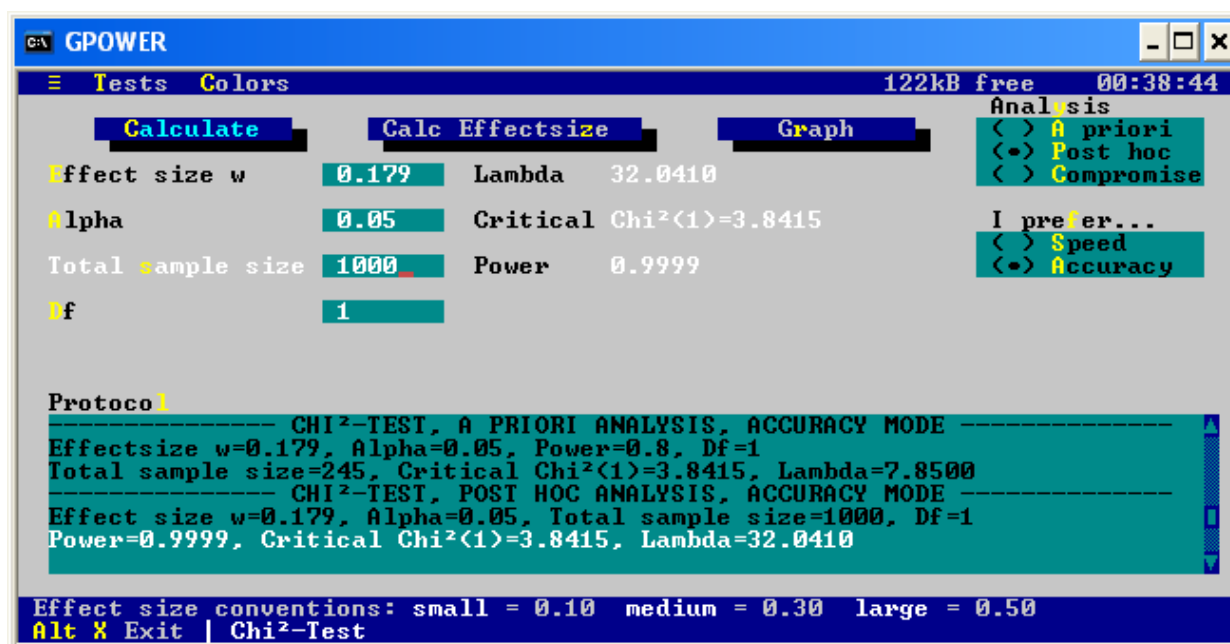 GPOWER
≡ Tests Colors 122kB free 00:38:44
Calculate Calc Effectsize Graph
Analysis
( ) A priori
(•) Post hoc
( ) Compromise
Effect size w 0.179 Lambda 32.0410
Alpha 0.05 Critical Chi²(1)=3.8415
I prefer...
( ) Speed
(•) Accuracy
Total sample size 1000 Power 0.9999
Df 1
Protocol
--------------- CHI²-TEST, A PRIORI ANALYSIS, ACCURACY MODE --------------
Effectsize w=0.179, Alpha=0.05, Power=0.8, Df=1
Total sample size=245, Critical Chi²(1)=3.8415, Lambda=7.8500
--------------- CHI²-TEST, POST HOC ANALYSIS, ACCURACY MODE --------------
Effect size w=0.179, Alpha=0.05, Total sample size=1000, Df=1
Power=0.9999, Critical Chi²(1)=3.8415, Lambda=32.0410
Effect size conventions: small = 0.10 medium = 0.30 large = 0.50
Alt X Exit | Chi²-Test